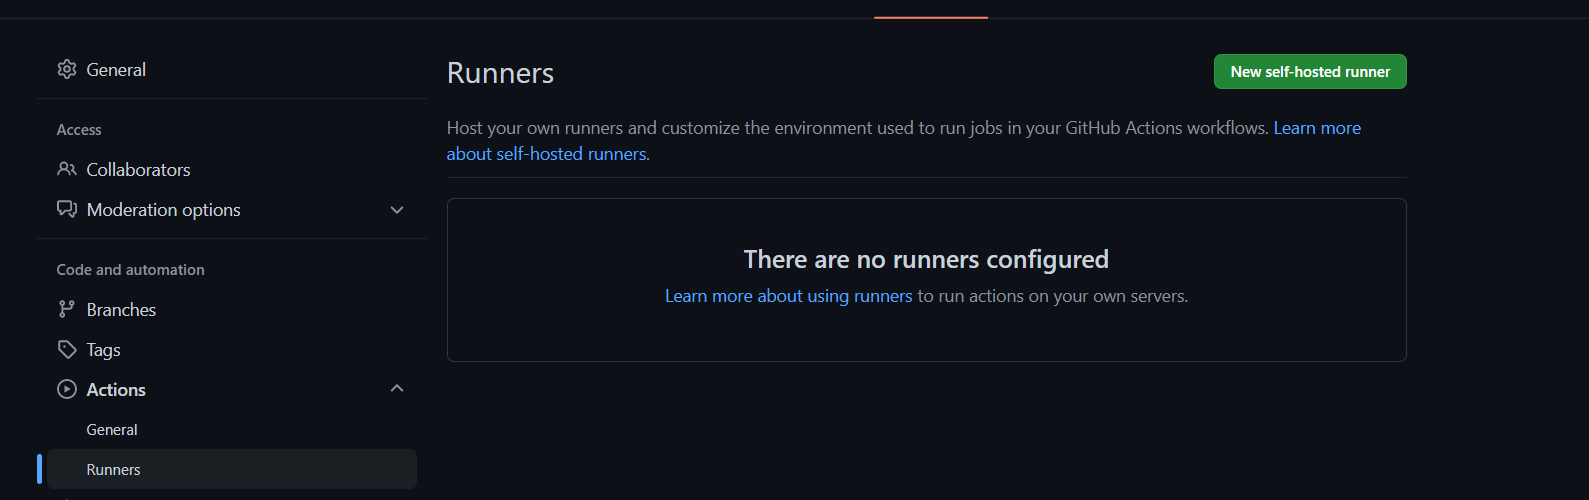 General
Access
Collaborators
Moderation options
Code and automation
Branches
Tags
Actions
General
Runners
Runners
New self-hosted runner
Host your own runners and customize the environment used to run jobs in your GitHub Actions workflows. Learn more
about self-hosted runners.
There are no runners configured
Learn more about using runners to run actions on your own servers.